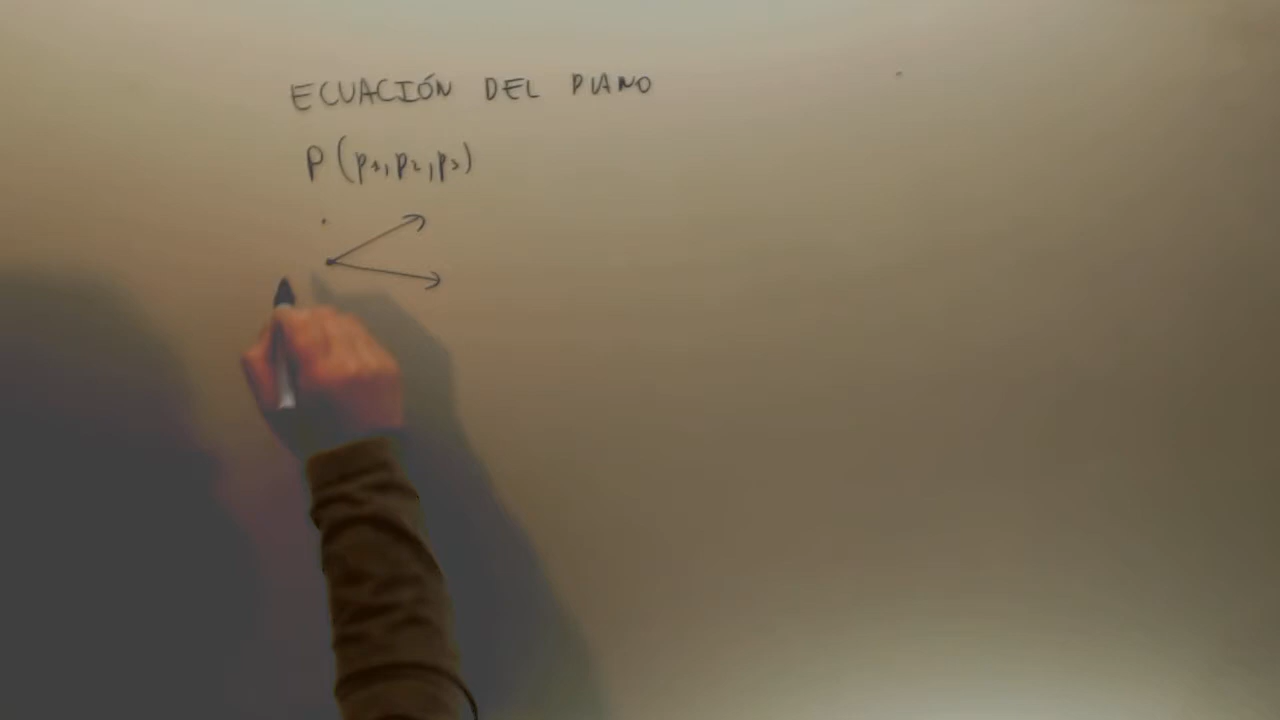 ECUACIÓN DEL PLANO
P (p1, p2, p3)